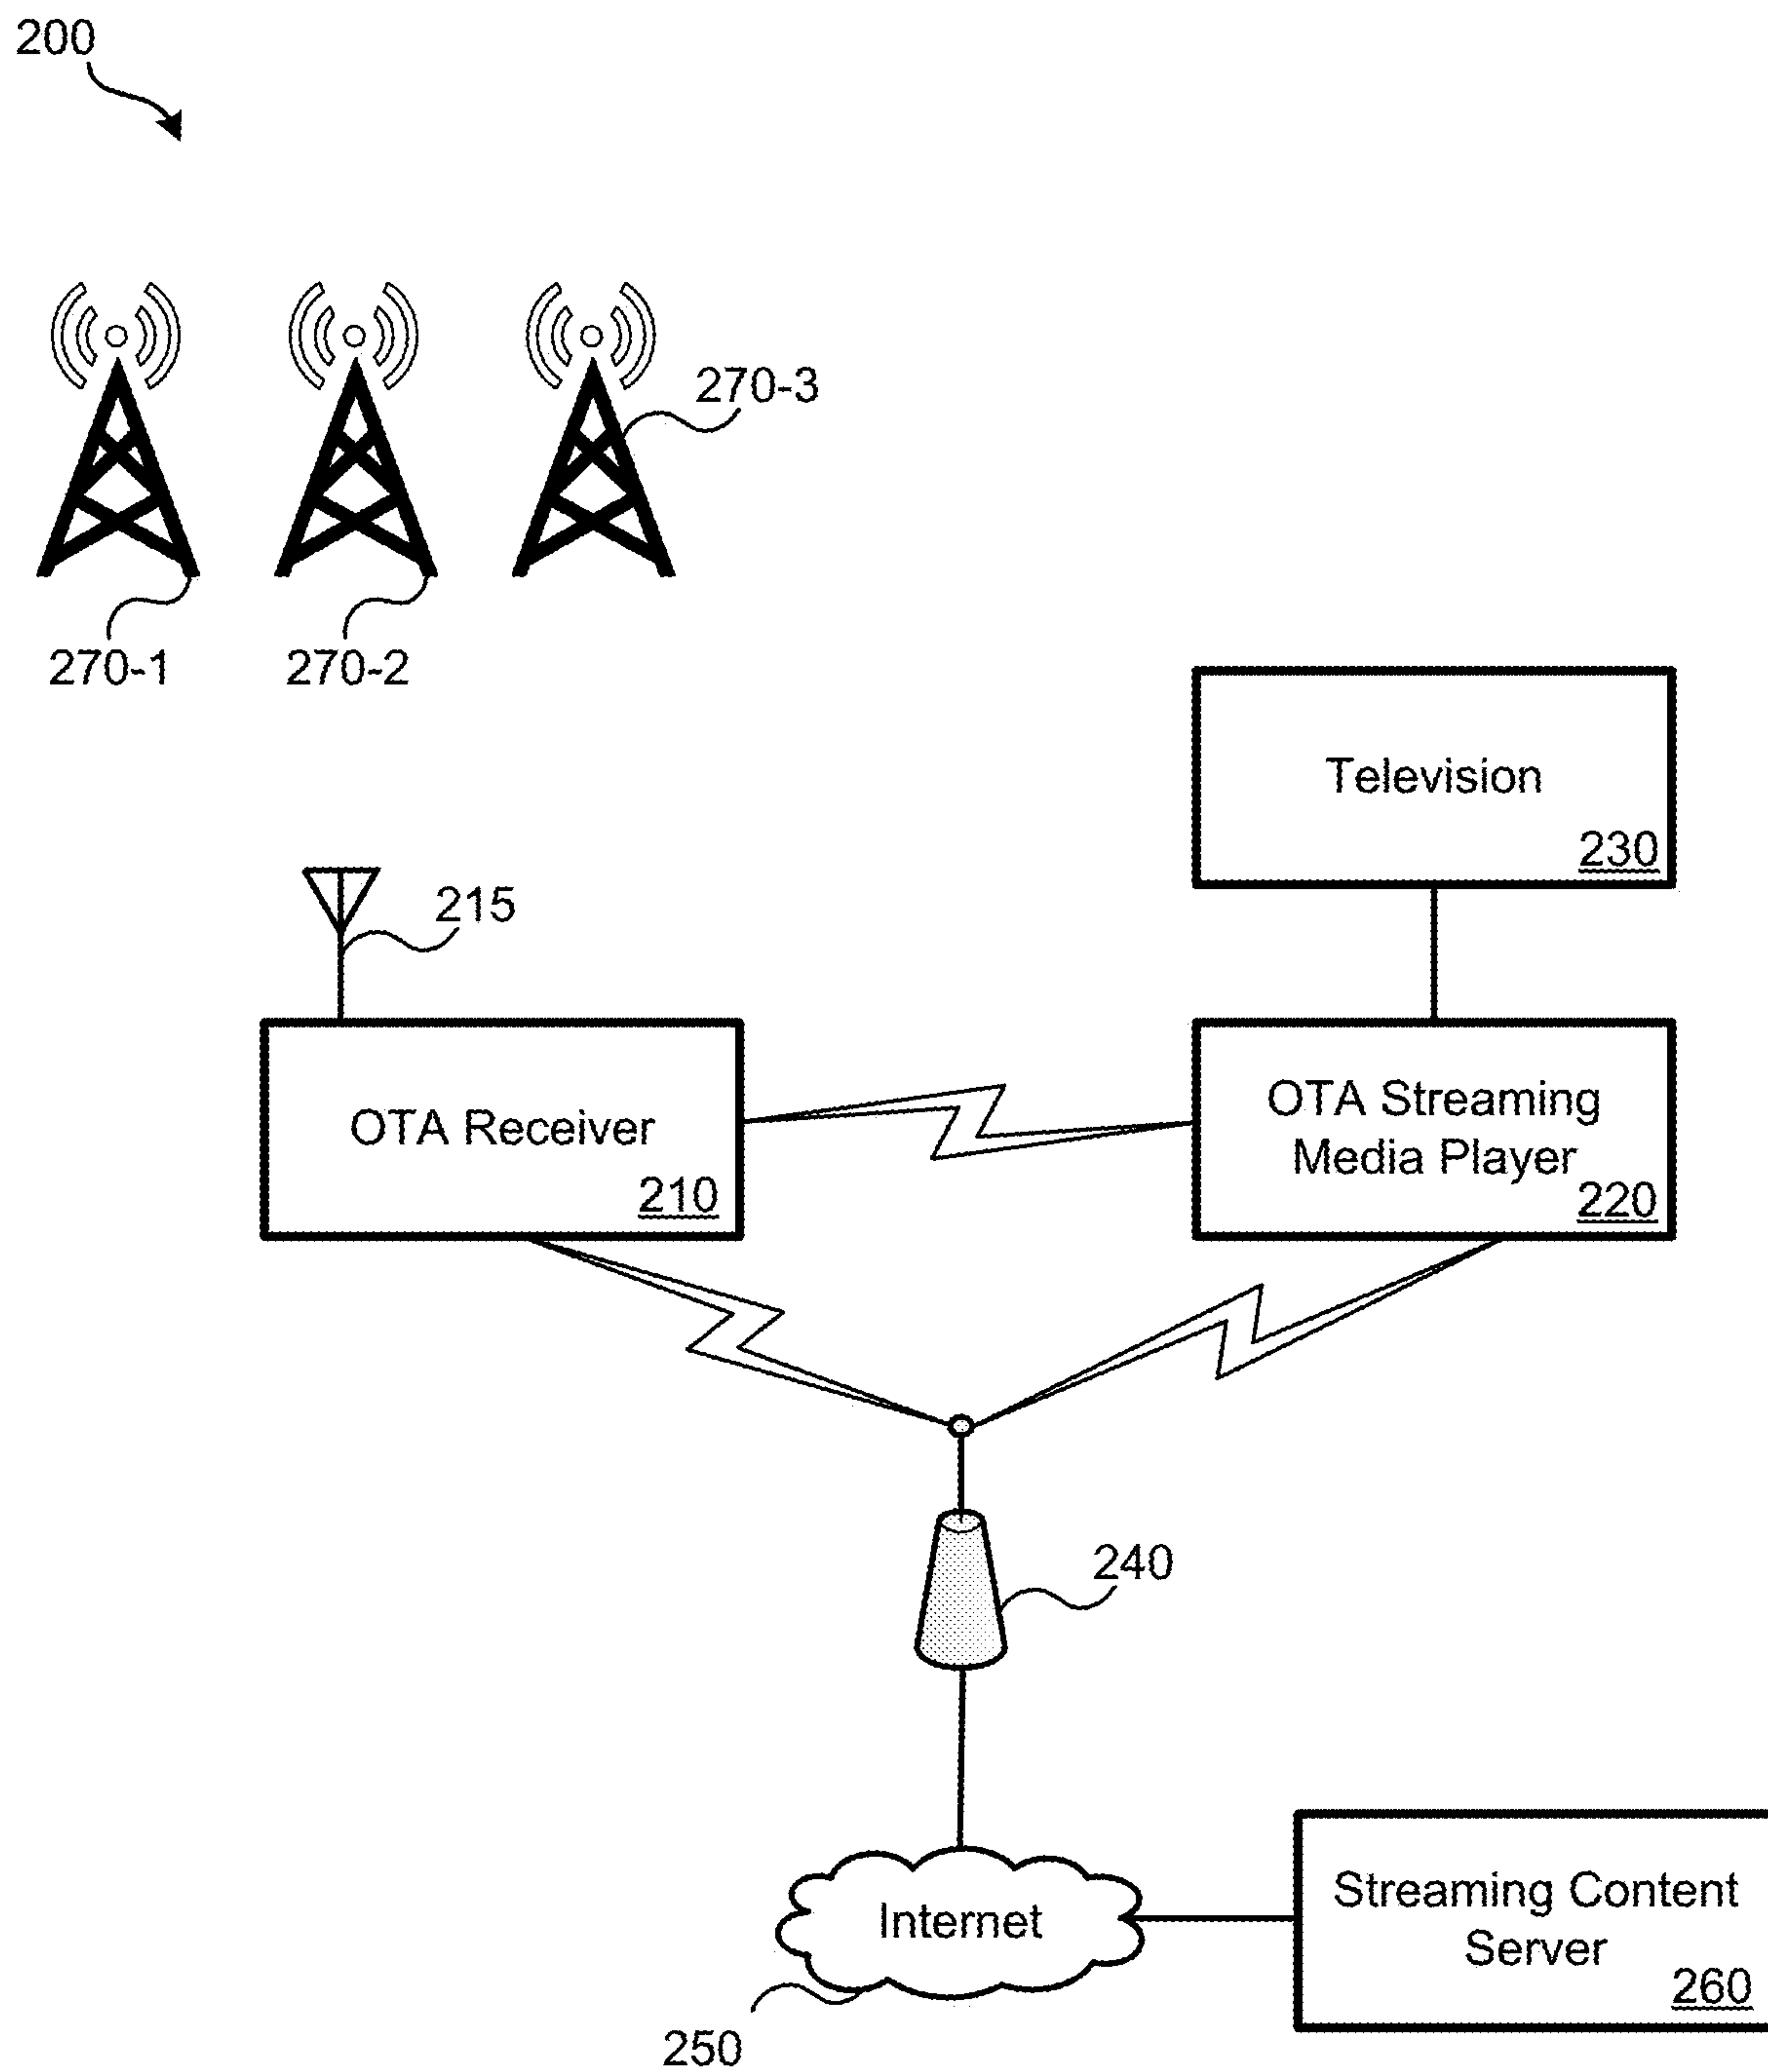 200
270-3
270-1
270-2
Television
230
215
OTA Receiver
210
OTA Streaming
Media Player
220
240
Internet
Streaming Content
Server
260
250